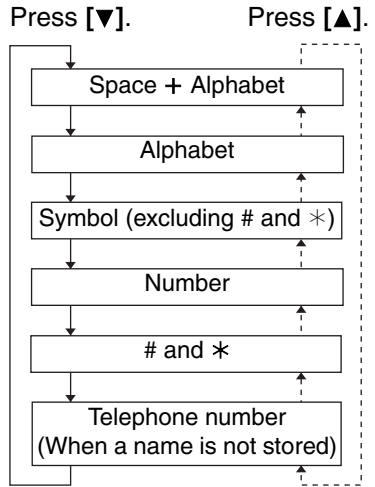 Press [▼]. Press [▲].
Space + Alphabet
Alphabet
Symbol (excluding # and ✳)
Number
# and ✳
Telephone number
(When a name is not stored)